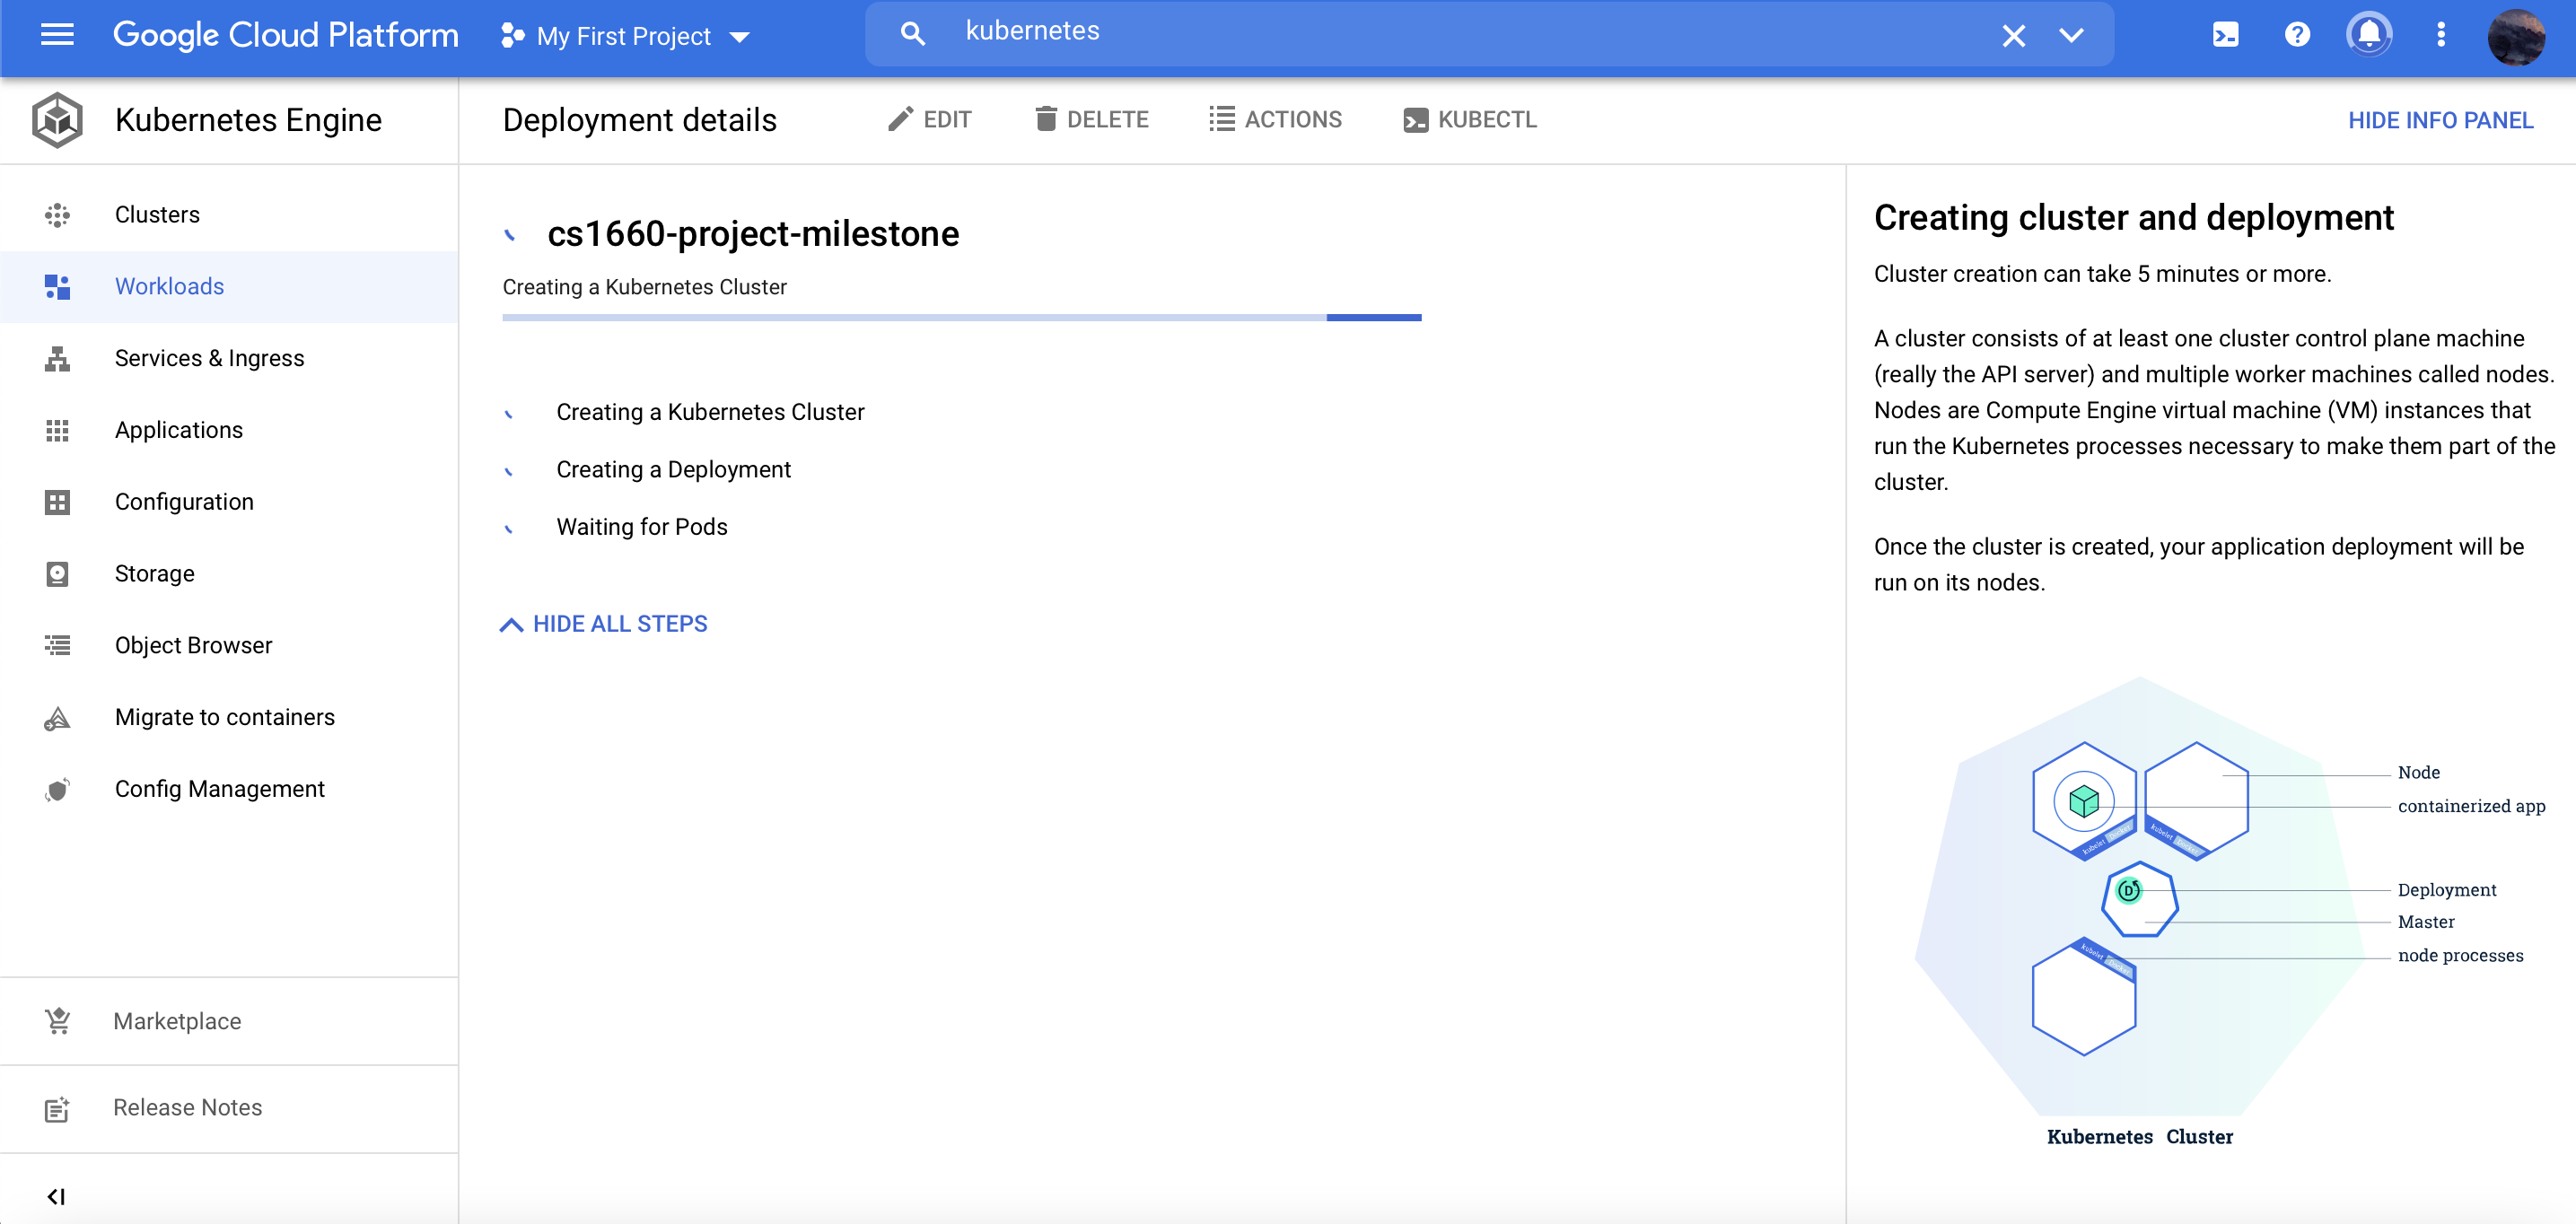 Google Cloud Platform
My First Project
kubernetes
Kubernetes Engine
Deployment details
EDIT
DELETE
ACTIONS
KUBECTL
HIDE INFO PANEL
Clusters
Workloads
Services & Ingress
Applications
Configuration
Storage
Object Browser
Migrate to containers
Config Management
Marketplace
Release Notes
cs1660-project-milestone
Creating a Kubernetes Cluster
Creating a Kubernetes Cluster
Creating a Deployment
Waiting for Pods
HIDE ALL STEPS
Creating cluster and deployment
Cluster creation can take 5 minutes or more.
A cluster consists of at least one cluster control plane machine
(really the API server) and multiple worker machines called nodes.
Nodes are Compute Engine virtual machine (VM) instances that
run the Kubernetes processes necessary to make them part of the
cluster.
Once the cluster is created, your application deployment will be
run on its nodes.
Node
containerized app
kubelet Docker
kubelet Docker
D
Deployment
Master
kubelet Docker
node processes
Kubernetes Cluster